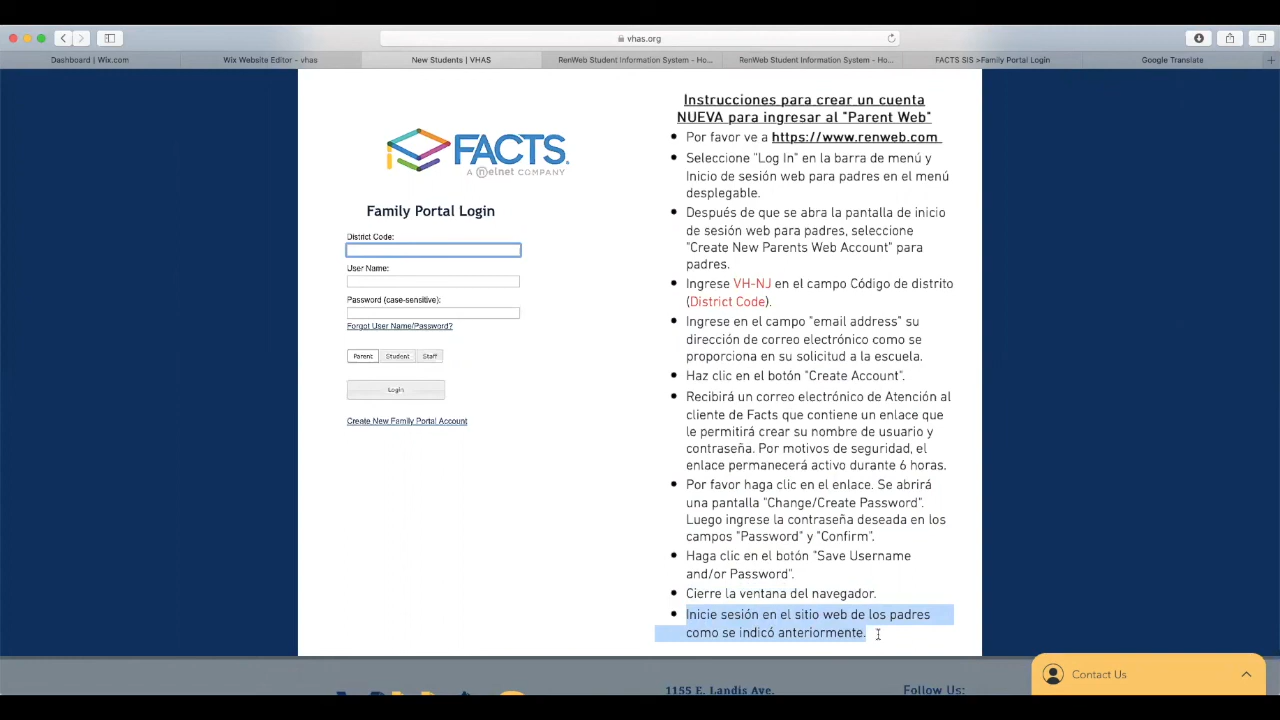 vhas.org
Dashboard | Wix.com
Wix Website Editor - vhas
New Students | VHAS
RenWeb Student Information System - Ho...
RenWeb Student Information System - Ho...
FACTS SIS >Family Portal Login
Google Translate
FACTS
A nelnet COMPANY
Family Portal Login
District Code:
User Name:
Password (case-sensitive):
Forgot User Name/Password?
Parent Student Staff
Login
Create New Family Portal Account
Instrucciones para crear un cuenta
NUEVA para ingresar al "Parent Web"
• Por favor ve a https://www.renweb.com
• Seleccione "Log In" en la barra de menú y
Inicio de sesión web para padres en el menú
desplegable.
• Después de que se abra la pantalla de inicio
de sesión web para padres, seleccione
"Create New Parents Web Account" para
padres.
• Ingrese VH-NJ en el campo Código de distrito
(District Code).
• Ingrese en el campo "email address" su
dirección de correo electrónico como se
proporciona en su solicitud a la escuela.
• Haz clic en el botón "Create Account".
• Recibirá un correo electrónico de Atención al
cliente de Facts que contiene un enlace que
le permitirá crear su nombre de usuario y
contraseña. Por motivos de seguridad, el
enlace permanecerá activo durante 6 horas.
• Por favor haga clic en el enlace. Se abrirá
una pantalla "Change/Create Password".
Luego ingrese la contraseña deseada en los
campos "Password" y "Confirm".
• Haga clic en el botón "Save Username
and/or Password".
• Cierre la ventana del navegador.
• Inicie sesión en el sitio web de los padres
como se indicó anteriormente.
1155 E. Landis Ave.
Follow Us:
Contact Us